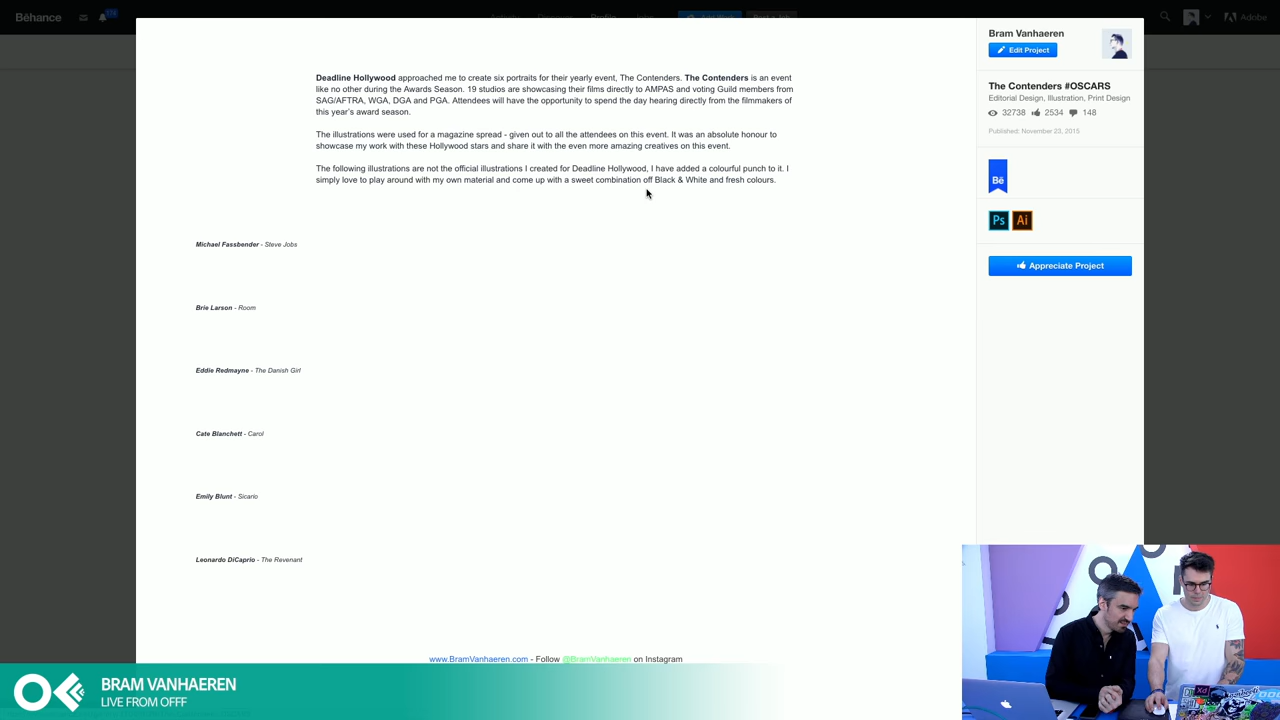 Bēhance
Adobe
Deadline Hollywood approached me to create six portraits for their yearly event, The Contenders. The Contenders is an event
like no other during the Awards Season. 19 studios are showcasing their films directly to AMPAS and voting Guild members from
SAG/AFTRA, WGA, DGA and PGA. Attendees will have the opportunity to spend the day hearing directly from the filmmakers of
this year's award season.
The illustrations were used for a magazine spread - given out to all the attendees on this event. It was an absolute honour to
showcase my work with these Hollywood stars and share it with the even more amazing creatives on this event.
The following illustrations are not the official illustrations I created for Deadline Hollywood, I have added a colourful punch to it. I
simply love to play around with my own material and come up with a sweet combination off Black & White and fresh colours.
Michael Fassbender - Steve Jobs
Brie Larson - Room
Eddie Redmayne - The Danish Girl
Cate Blanchett - Carol
Emily Blunt - Sicario
Leonardo DiCaprio - The Revenant
www.BramVanhaeren.com - Follow @BramVanhaeren on Instagram
Bram Vanhaeren
Edit Project
The Contenders #OSCARS
Editorial Design, Illustration, Print Design
32738 2534 148
Published: November 23, 2015
Bē
Ps Ai
Appreciate Project
BRAM VANHAEREN
LIVE FROM OFFF
Xd